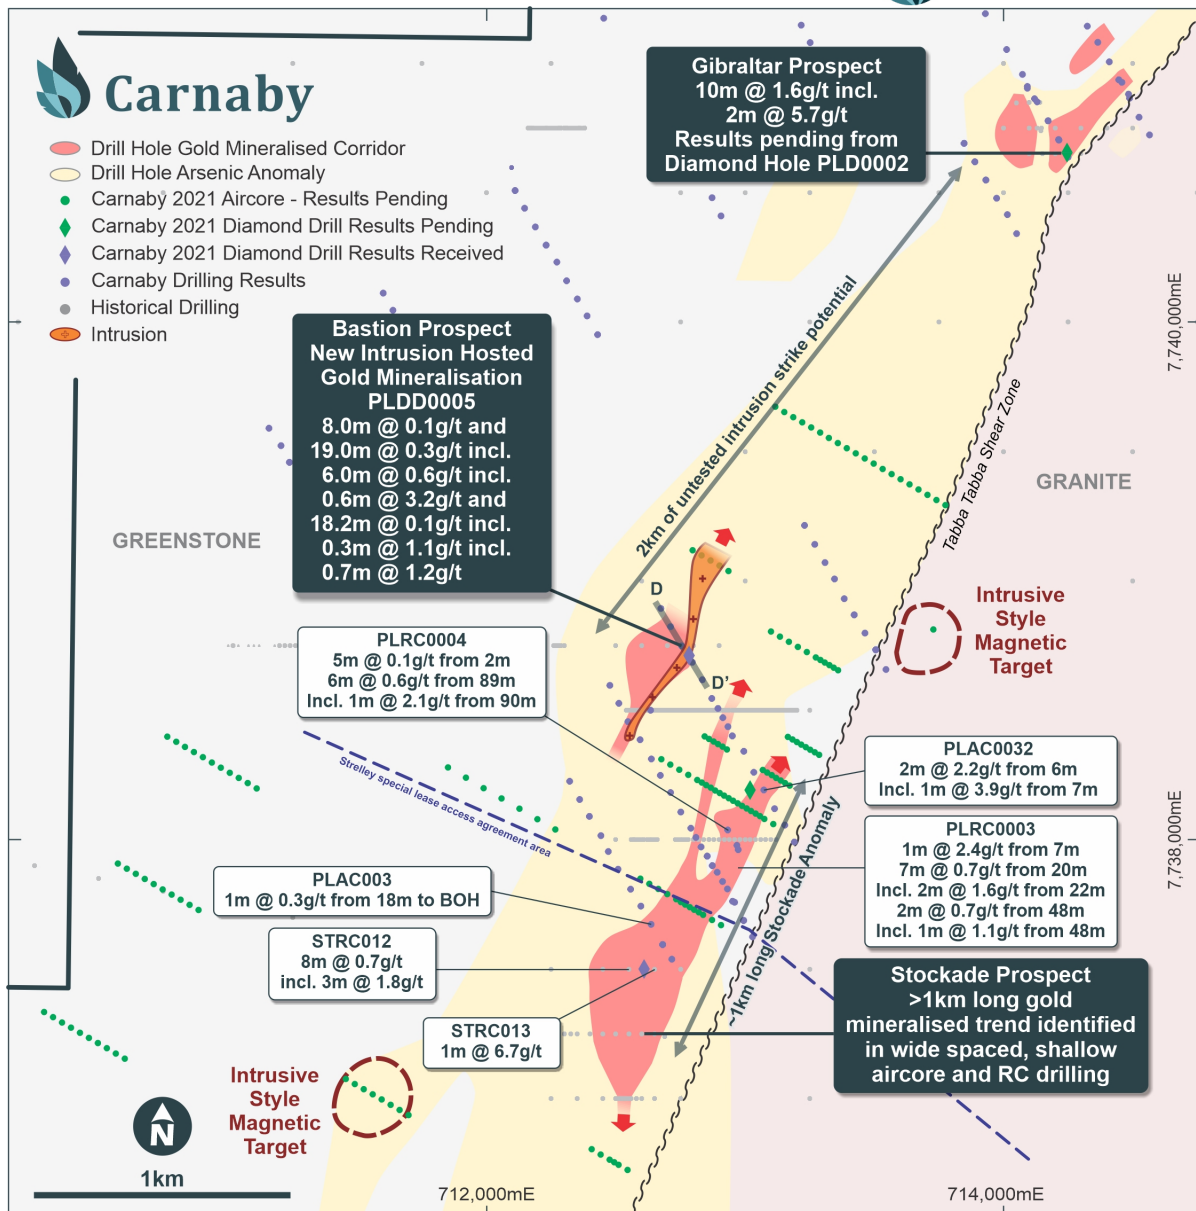 Carnaby
Drill Hole Gold Mineralised Corridor
Drill Hole Arsenic Anomaly
Carnaby 2021 Aircore - Results Pending
Carnaby 2021 Diamond Drill Results Pending
Carnaby 2021 Diamond Drill Results Received
Carnaby Drilling Results
Historical Drilling
Intrusion
Gibraltar Prospect
10m @ 1.6g/t incl.
2m @ 5.7g/t
Results pending from
Diamond Hole PLD0002
7,740,000mE
Bastion Prospect
New Intrusion Hosted
Gold Mineralisation
PLDD0005
8.0m @ 0.1g/t and
19.0m @ 0.3g/t incl.
6.0m @ 0.6g/t incl.
0.6m @ 3.2g/t and
18.2m @ 0.1g/t incl.
0.3m @ 1.1g/t incl.
0.7m @ 1.2g/t
2km of untested intrusion strike potential
Tabba Tabba Shear Zone
GRANITE
GREENSTONE
D
D'
Intrusive
Style
Magnetic
Target
PLRC0004
5m @ 0.1g/t from 2m
6m @ 0.6g/t from 89m
Incl. 1m @ 2.1g/t from 90m
Strelley special lease access agreement area
PLAC0032
2m @ 2.2g/t from 6m
Incl. 1m @ 3.9g/t from 7m
PLRC0003
1m @ 2.4g/t from 7m
7m @ 0.7g/t from 20m
Incl. 2m @ 1.6g/t from 22m
2m @ 0.7g/t from 48m
Incl. 1m @ 1.1g/t from 48m
7,738,000mE
PLAC003
1m @ 0.3g/t from 18m to BOH
STRC012
8m @ 0.7g/t
incl. 3m @ 1.8g/t
STRC013
1m @ 6.7g/t
~1km long Stockade Anomaly
Stockade Prospect
>1km long gold
mineralised trend identified
in wide spaced, shallow
aircore and RC drilling
Intrusive
Style
Magnetic
Target
N
1km
712,000mE
714,000mE